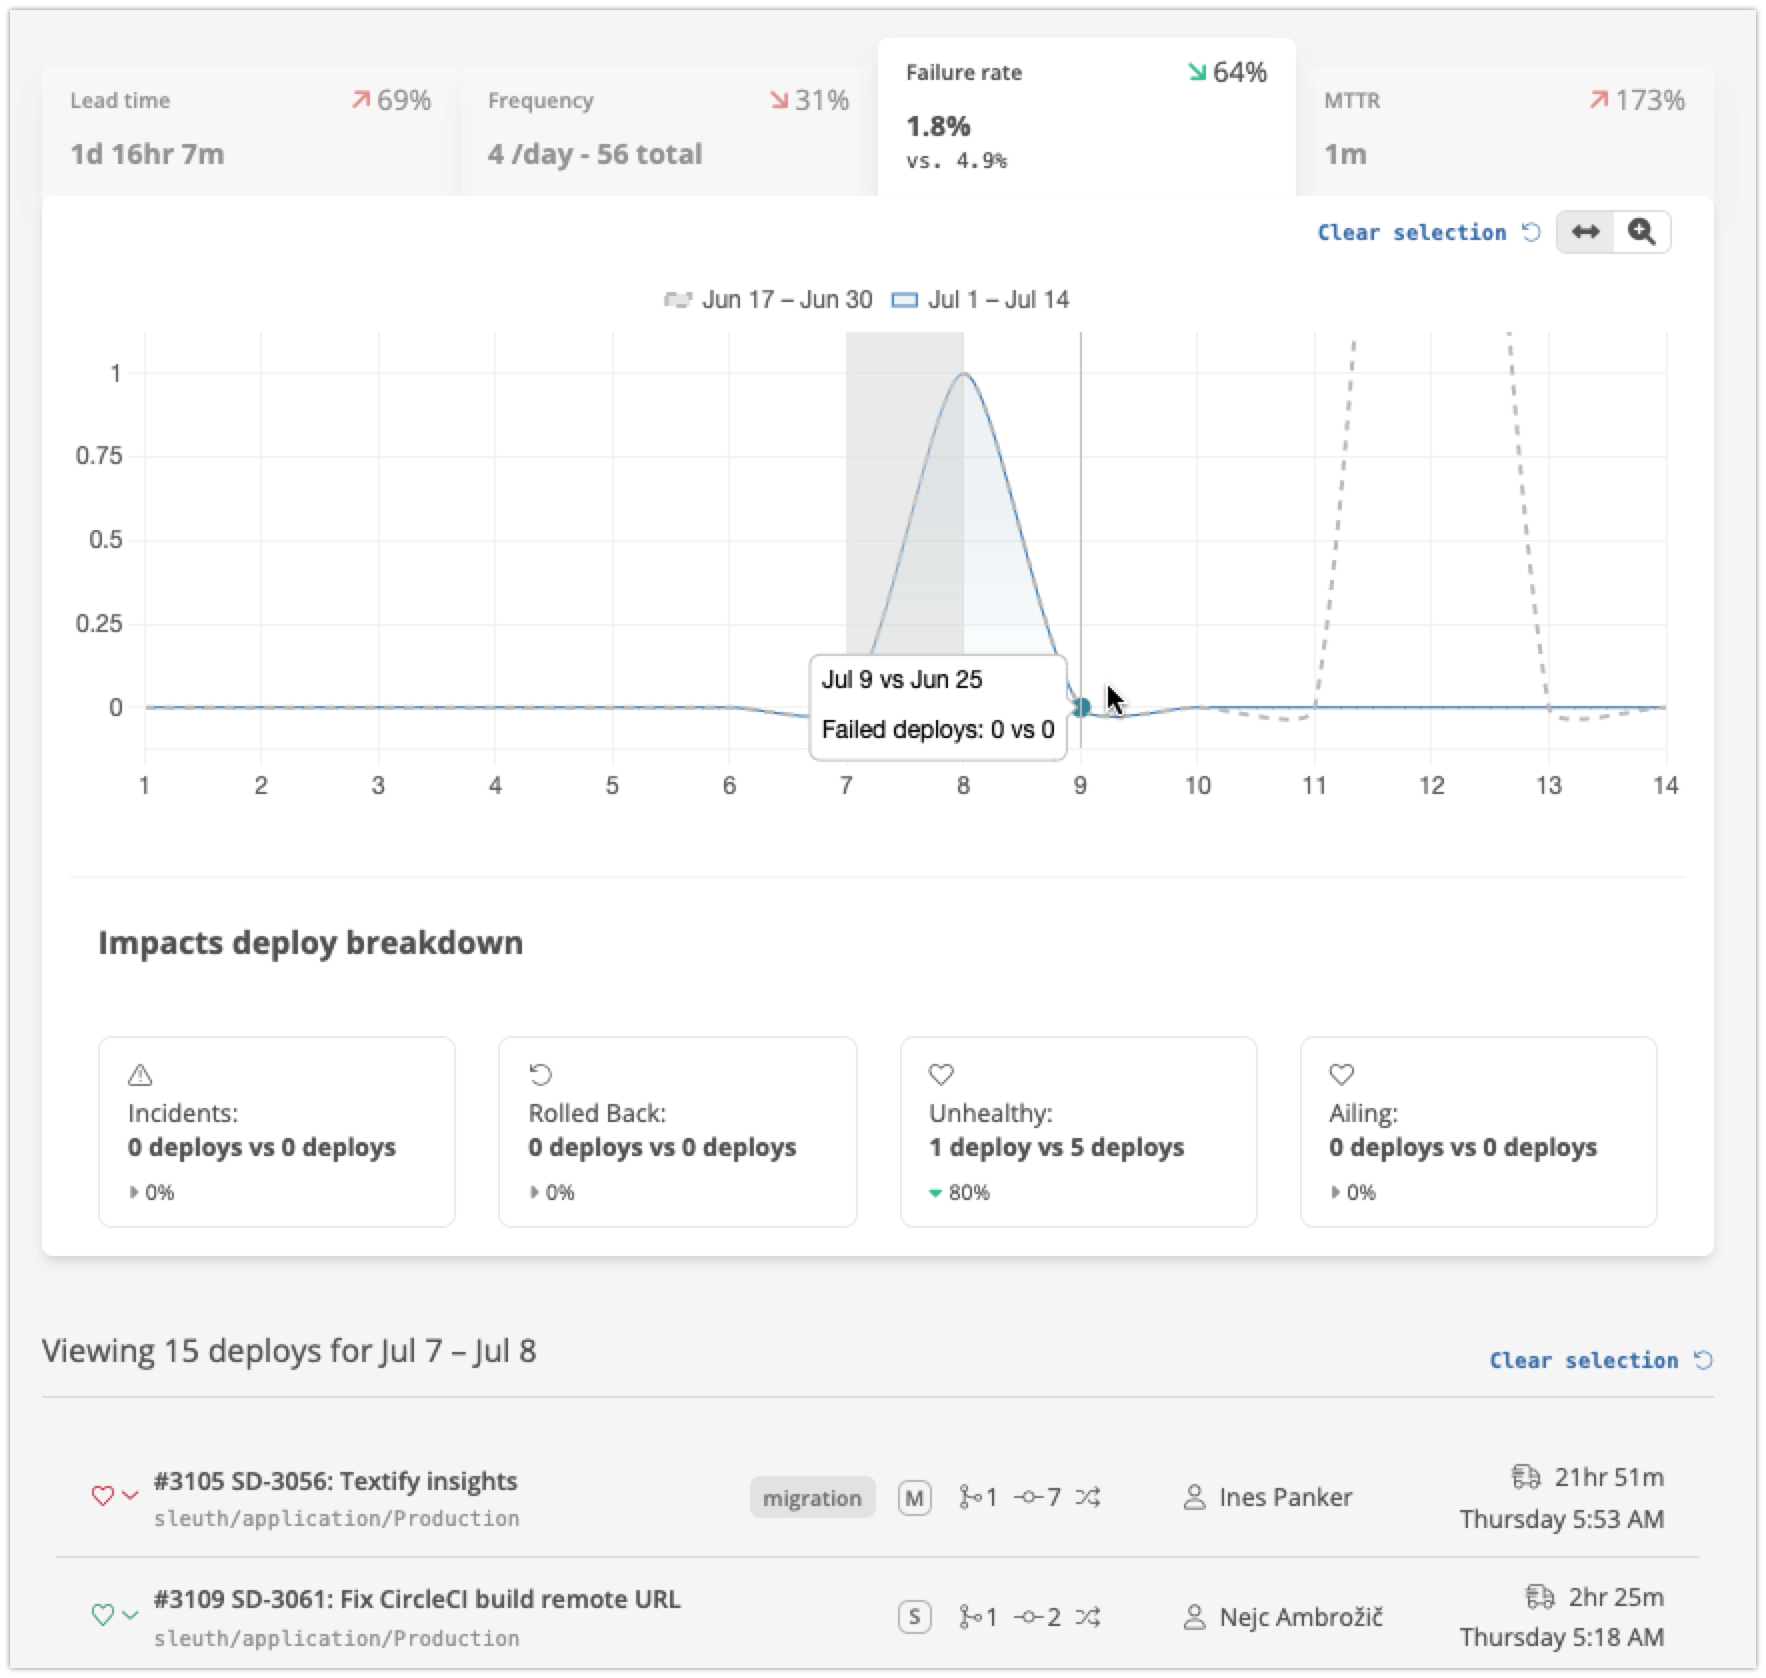 Lead time 69%
1d 16hr 7m
Frequency 31%
4 /day - 56 total
Failure rate 64%
1.8%
vs. 4.9%
MTTR 173%
1m
Clear selection
Jun 17 – Jun 30 Jul 1 – Jul 14
1
0.75
0.5
0.25
0
Jul 9 vs Jun 25
Failed deploys: 0 vs 0
1 2 3 4 5 6 7 8 9 10 11 12 13 14
Impacts deploy breakdown
Incidents:
0 deploys vs 0 deploys
0%
Rolled Back:
0 deploys vs 0 deploys
0%
Unhealthy:
1 deploy vs 5 deploys
80%
Ailing:
0 deploys vs 0 deploys
0%
Viewing 15 deploys for Jul 7 – Jul 8
Clear selection
#3105 SD-3056: Textify insights
sleuth/application/Production
migration M 1 7
Ines Panker
21hr 51m
Thursday 5:53 AM
#3109 SD-3061: Fix CircleCI build remote URL
sleuth/application/Production
S 1 2
Nejc Ambrožič
2hr 25m
Thursday 5:18 AM